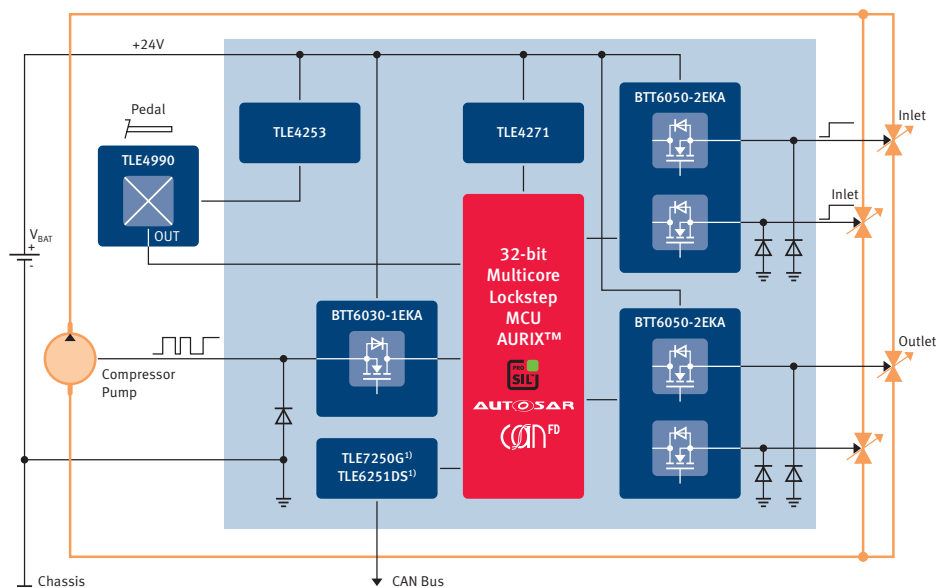 +24V
Pedal
TLE4990
OUT
TLE4253
TLE4271
BTT6050-2EKA
Inlet
Inlet
VBAT
+
-
32-bit
Multicore
Lockstep
MCU
AURIX™
PRO
SIL™
AUTOSAR
CAN FD
BTT6030-1EKA
BTT6050-2EKA
Outlet
Compressor
Pump
TLE7250G¹⁾
TLE6251DS¹⁾
Chassis
CAN Bus